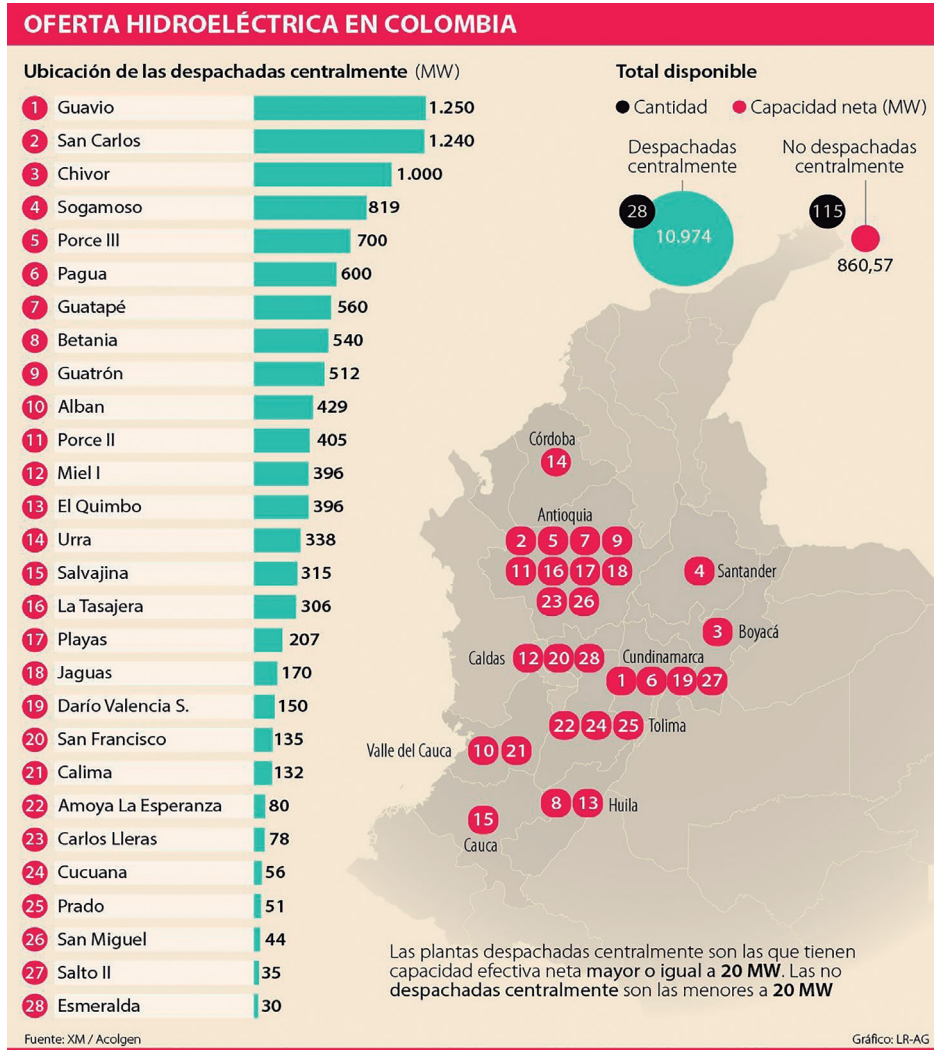 OFERTA HIDROELÉCTRICA EN COLOMBIA
Ubicación de las despachadas centralmente (MW)
1 Guavio 1.250
2 San Carlos 1.240
3 Chivor 1.000
4 Sogamoso 819
5 Porce III 700
6 Pagua 600
7 Guatapé 560
8 Betania 540
9 Guatrón 512
10 Alban 429
11 Porce II 405
12 Miel I 396
13 El Quimbo 396
14 Urra 338
15 Salvajina 315
16 La Tasajera 306
17 Playas 207
18 Jaguas 170
19 Darío Valencia S. 150
20 San Francisco 135
21 Calima 132
22 Amoya La Esperanza 80
23 Carlos Lleras 78
24 Cucuana 56
25 Prado 51
26 San Miguel 44
27 Salto II 35
28 Esmeralda 30
Total disponible
Cantidad Capacidad neta (MW)
Despachadas
centralmente
28
10.974
No despachadas
centralmente
115
860,57
Córdoba
14
Antioquia
2 5 7 9
11 16 17 18
23 26
4 Santander
3 Boyacá
Caldas 12 20 28
Cundinamarca
1 6 19 27
22 24 25 Tolima
Valle del Cauca 10 21
8 13 Huila
15
Cauca
Las plantas despachadas centralmente son las que tienen
capacidad efectiva neta mayor o igual a 20 MW. Las no
despachadas centralmente son las menores a 20 MW
Fuente: XM / Acolgen
Gráfico: LR-AG